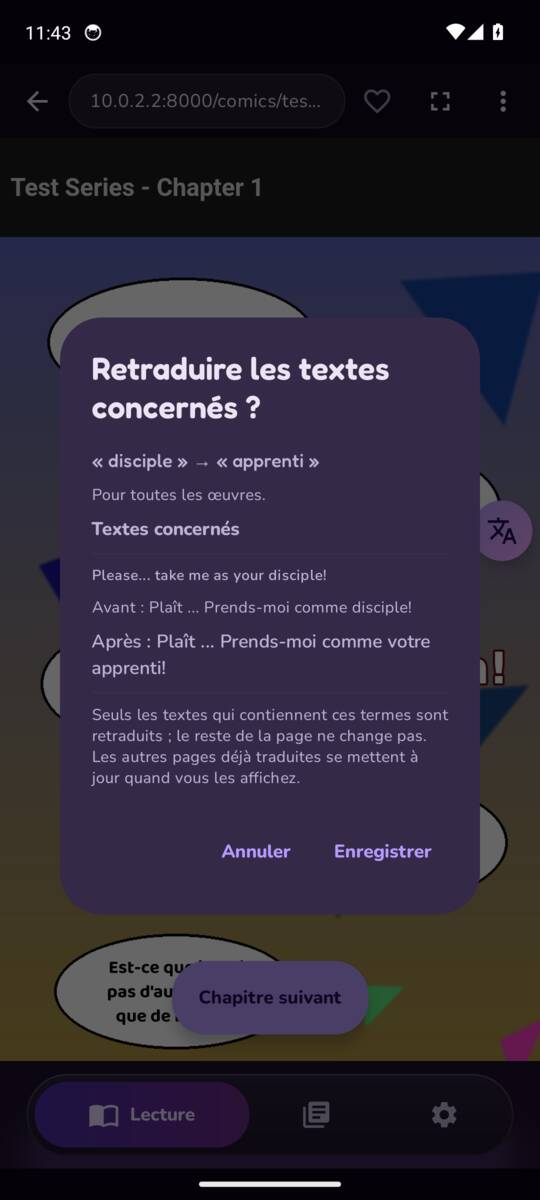 11:43
10.0.2.2:8000/comics/tes...
Test Series - Chapter 1
Retraduire les textes
concernés ?
« disciple » → « apprenti »
Pour toutes les œuvres.
Textes concernés
Please... take me as your disciple!
Avant : Plaît ... Prends-moi comme disciple!
Après : Plaît ... Prends-moi comme votre
apprenti!
Seuls les textes qui contiennent ces termes sont
retraduits ; le reste de la page ne change pas.
Les autres pages déjà traduites se mettent à
jour quand vous les affichez.
Annuler Enregistrer
Est-ce
pas
que de
Chapitre suivant
Lecture